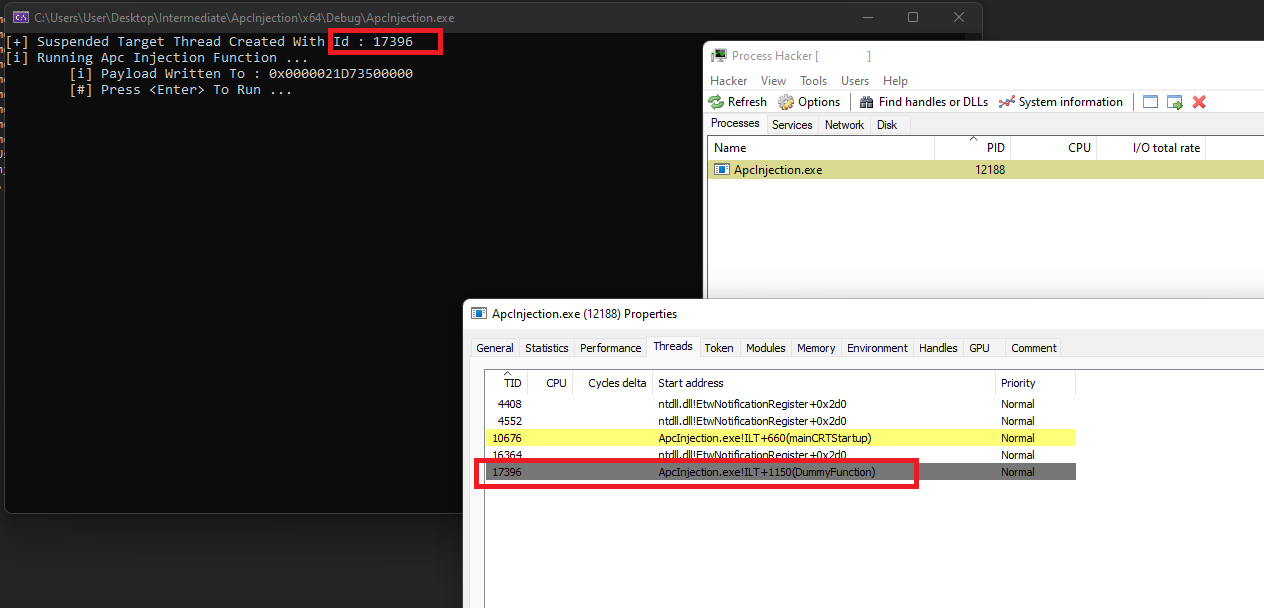 C:\Users\User\Desktop\Intermediate\ApcInjection\x64\Debug\ApcInjection.exe
[+] Suspended Target Thread Created With Id : 17396
[i] Running Apc Injection Function ...
[i] Payload Written To : 0x0000021D73500000
[#] Press <Enter> To Run ...
Process Hacker [ ]
Hacker View Tools Users Help
Refresh Options Find handles or DLLs System information
Processes Services Network Disk
Name PID CPU I/O total rate
ApcInjection.exe 12188
ApcInjection.exe (12188) Properties
General Statistics Performance Threads Token Modules Memory Environment Handles GPU Comment
TID CPU Cycles delta Start address Priority
4408 ntdll.dll!EtwNotificationRegister+0x2d0 Normal
4552 ntdll.dll!EtwNotificationRegister+0x2d0 Normal
10676 ApcInjection.exe!ILT+660(mainCRTStartup) Normal
16364 ntdll.dll!EtwNotificationRegister+0x2d0 Normal
17396 ApcInjection.exe!ILT+1150(DummyFunction) Normal